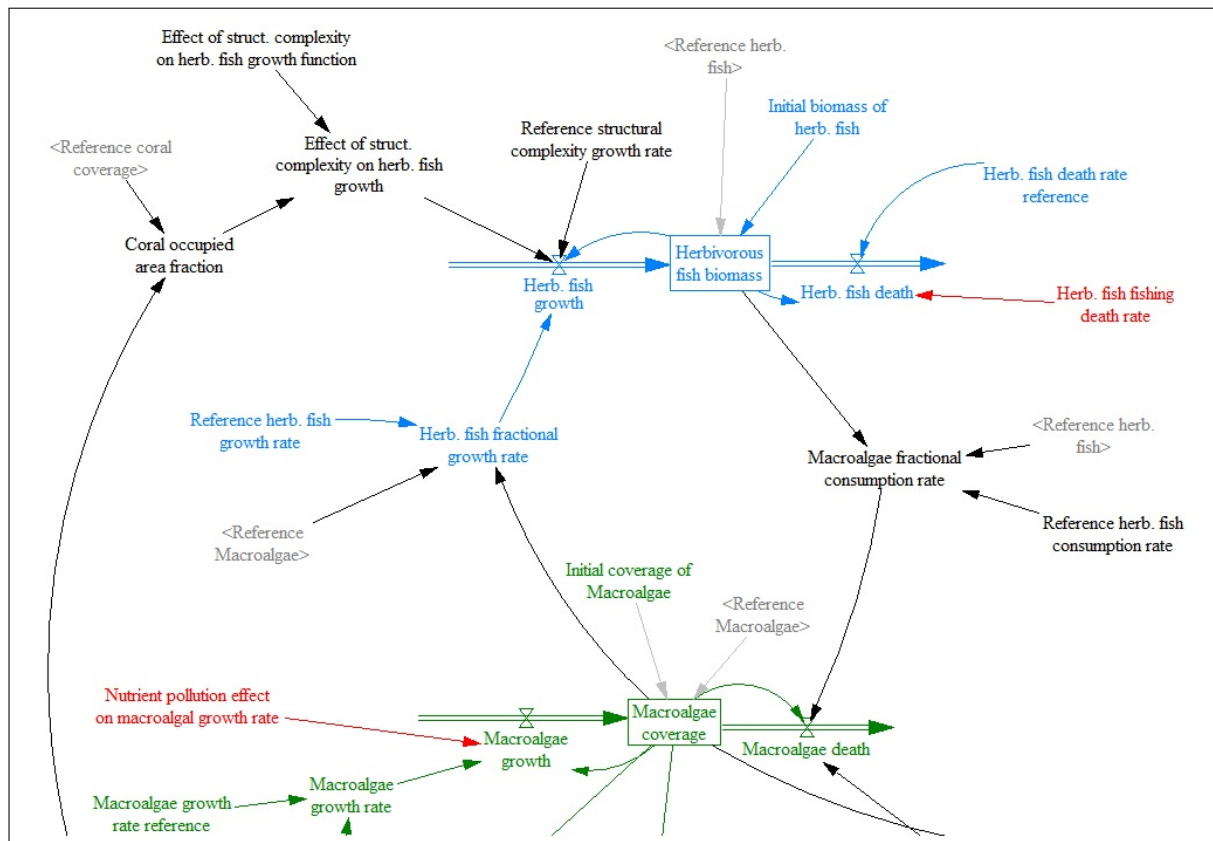 Effect of struct. complexity
on herb. fish growth function
<Reference herb.
fish>
Initial biomass of
herb. fish
Reference structural
complexity growth rate
<Reference coral
coverage>
Effect of struct.
complexity on herb. fish
growth
Herb. fish death rate
reference
Coral occupied
area fraction
Herbivorous
fish biomass
Herb. fish
growth
Herb. fish death
Herb. fish fishing
death rate
Reference herb. fish
growth rate
Herb. fish fractional
growth rate
<Reference herb.
fish>
Macroalgae fractional
consumption rate
<Reference
Macroalgae>
Reference herb. fish
consumption rate
Initial coverage of
Macroalgae
<Reference
Macroalgae>
Nutrient pollution effect
on macroalgal growth rate
Macroalgae
coverage
Macroalgae
growth
Macroalgae death
Macroalgae
growth rate
Macroalgae growth
rate reference